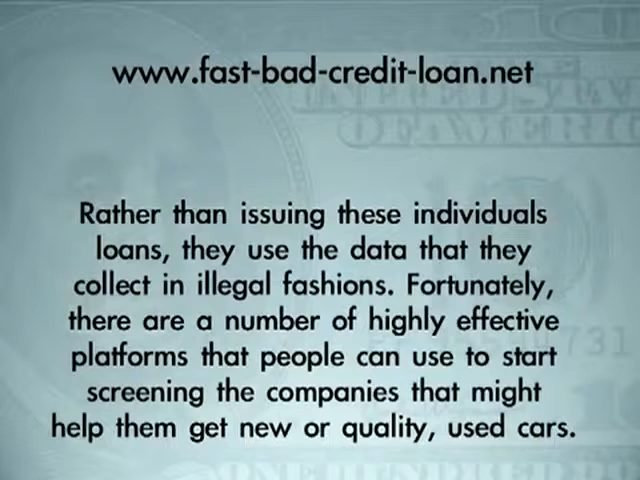 www.fast-bad-credit-loan.net
Rather than issuing these individuals
loans, they use the data that they
collect in illegal fashions. Fortunately,
there are a number of highly effective
platforms that people can use to start
screening the companies that might
help them get new or quality, used cars.